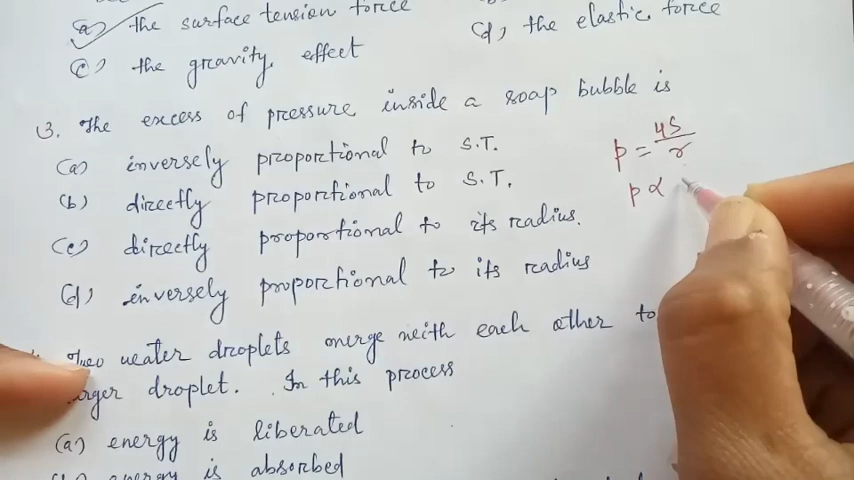 (a) the surface tension force
(d) the elastic force
(c) the gravity effect
3. The excess of pressure inside a soap bubble is
(a) inversely proportional to S.T.
(b) directly proportional to S.T.
(c) directly proportional to its radius.
(d) inversely proportional to its radius
p = 4S/r
p ∝
Two water droplets merge with each other to
larger droplet. In this process
(a) energy is liberated
energy is absorbed